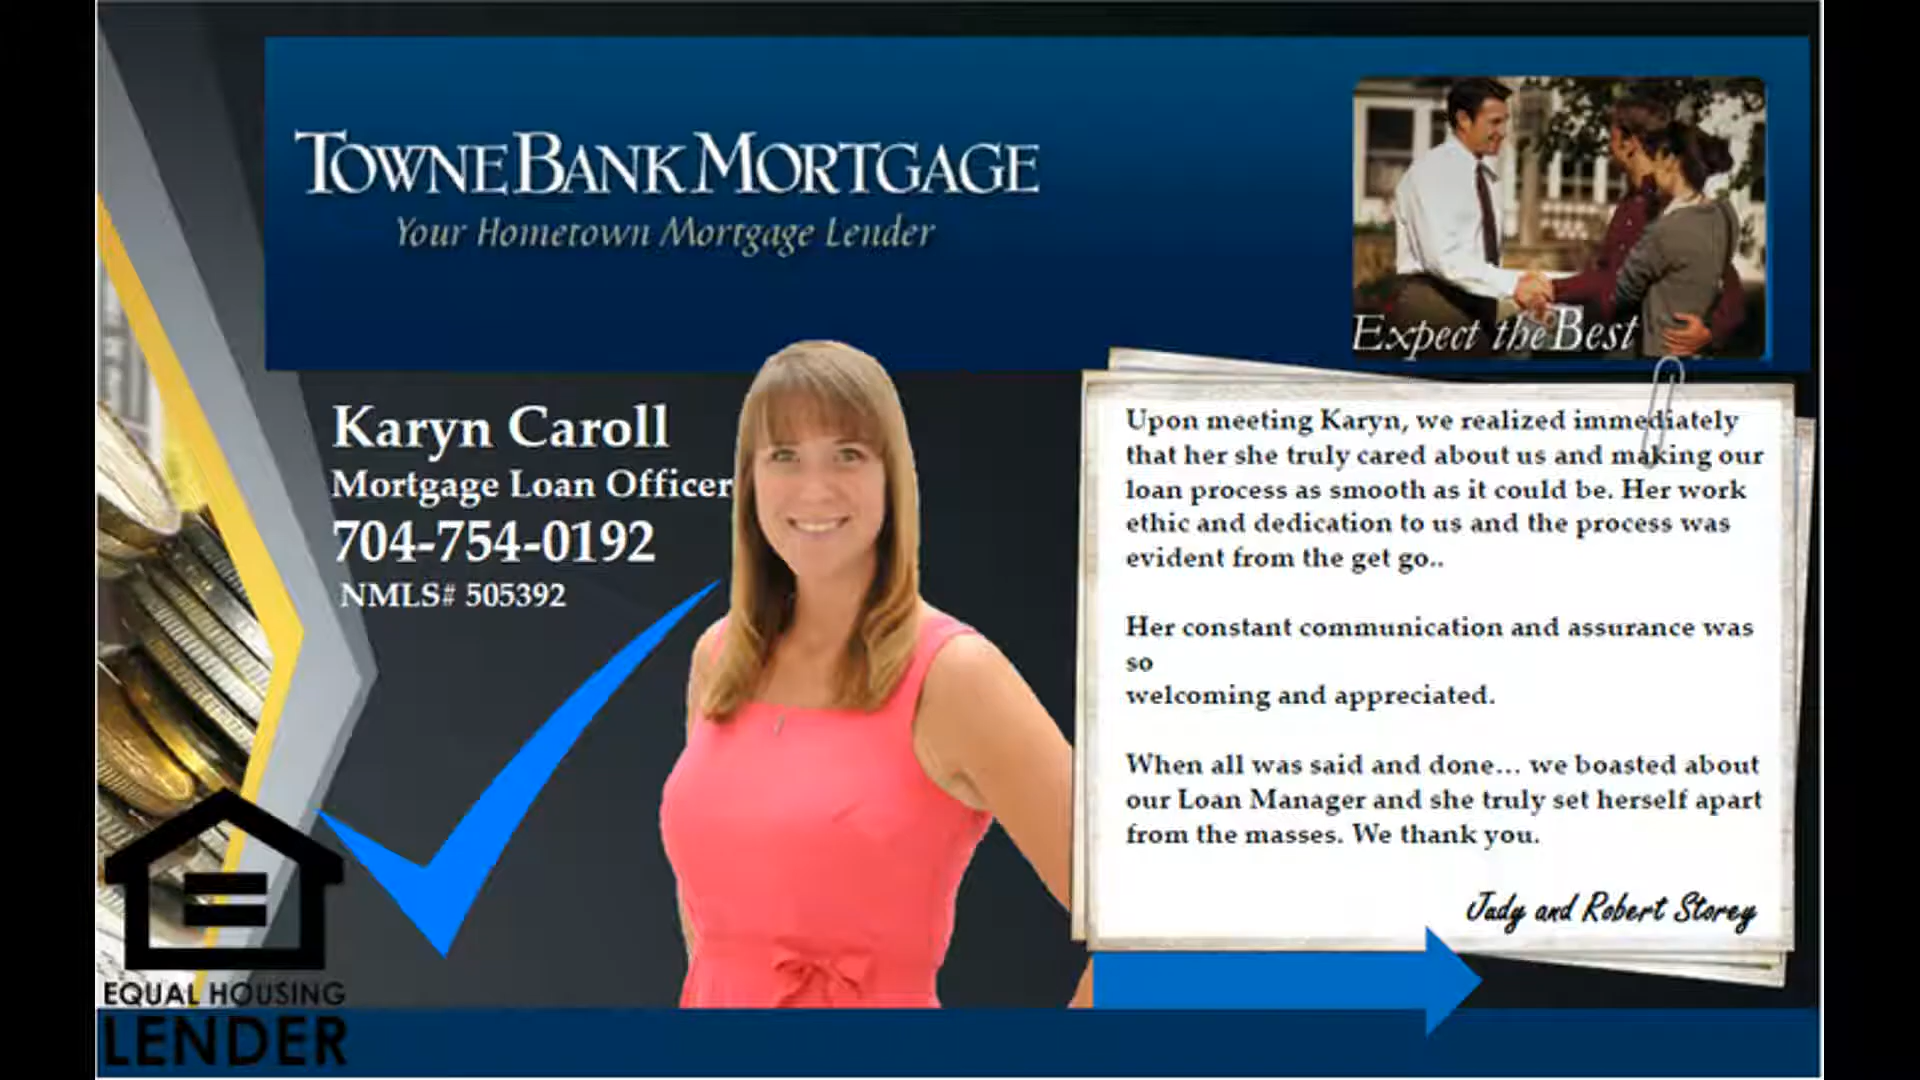 TOWNEBANK MORTGAGE
Your Hometown Mortgage Lender
Expect the Best
Karyn Caroll
Mortgage Loan Officer
704-754-0192
NMLS# 505392
Upon meeting Karyn, we realized immediately
that her she truly cared about us and making our
loan process as smooth as it could be. Her work
ethic and dedication to us and the process was
evident from the get go..
Her constant communication and assurance was
so
welcoming and appreciated.
When all was said and done... we boasted about
our Loan Manager and she truly set herself apart
from the masses. We thank you.
Judy and Robert Storey
EQUAL HOUSING
LENDER